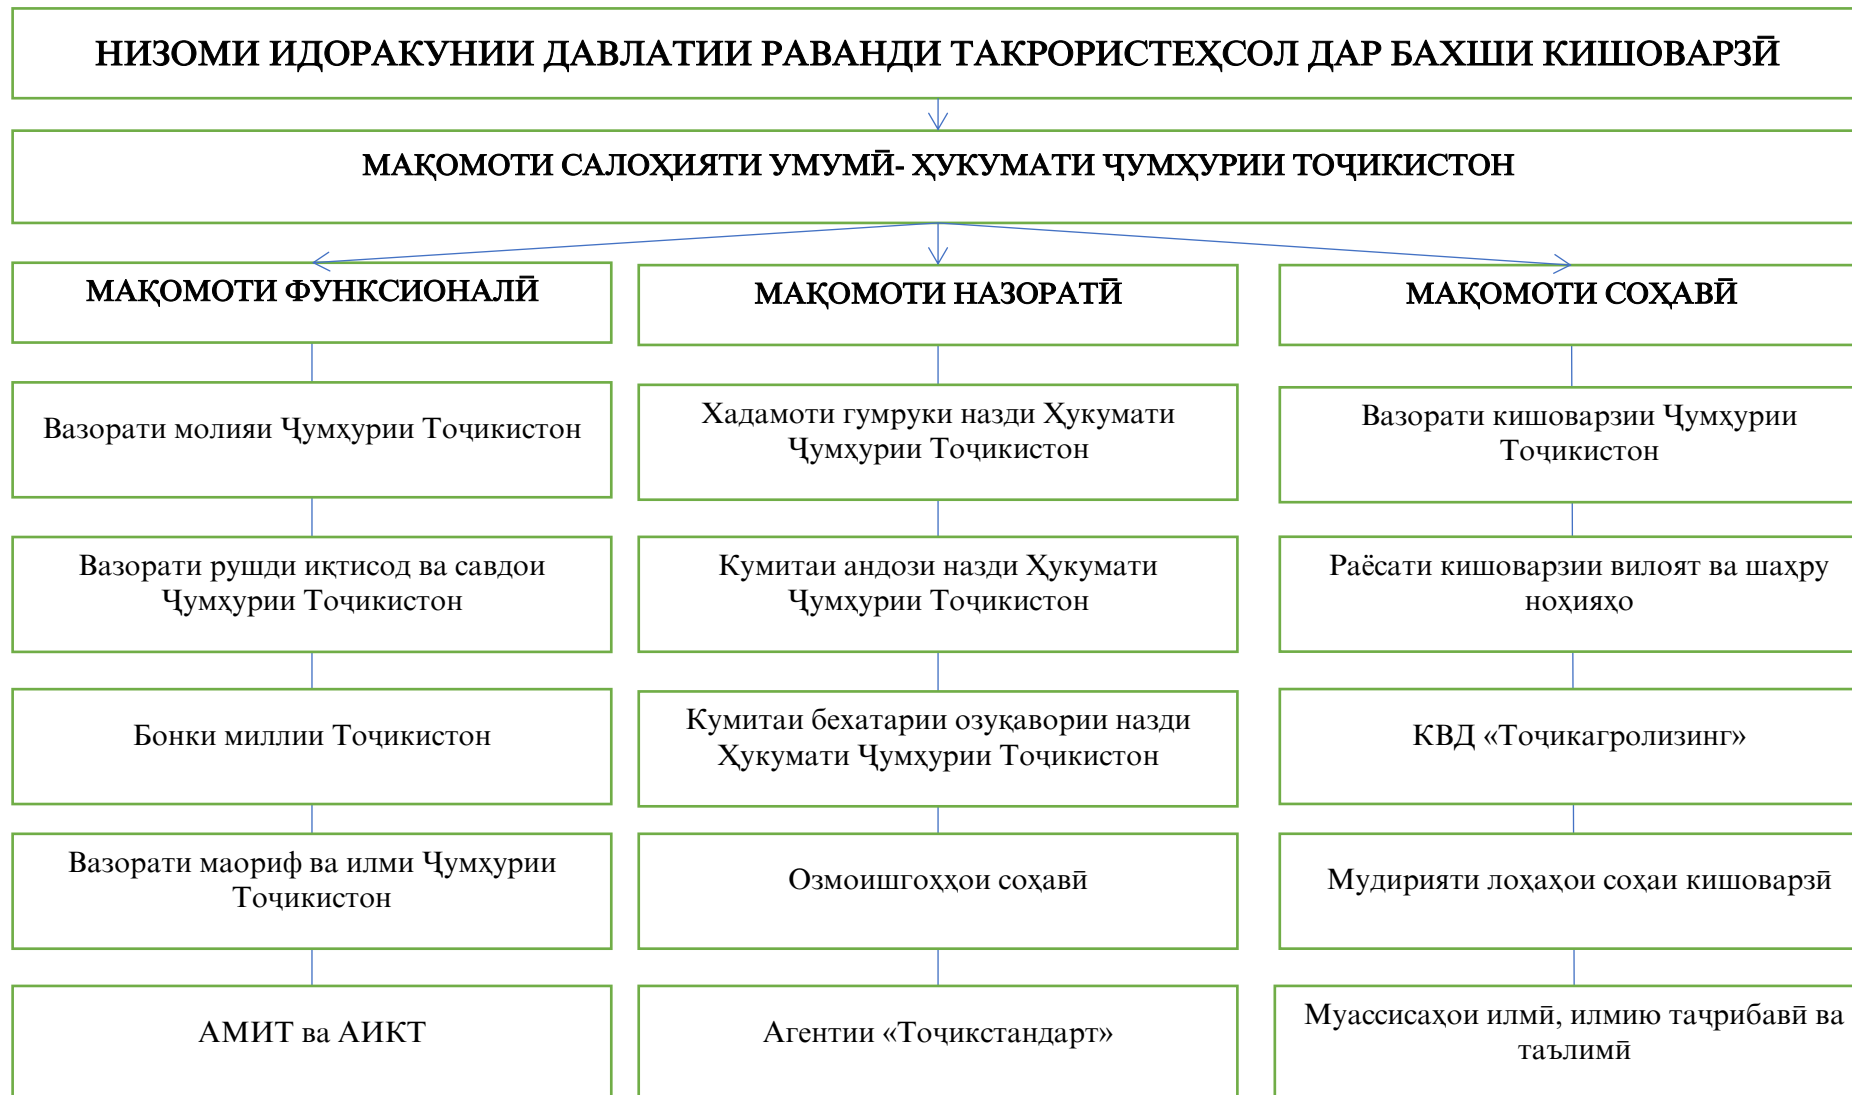 НИЗОМИ ИДОРАКУНИИ ДАВЛАТИИ РАВАНДИ ТАКРОРИСТЕҲСОЛ ДАР БАХШИ КИШОВАРЗӢ
МАҚОМОТИ САЛОҲИЯТИ УМУМӢ- ҲУКУМАТИ ҶУМҲУРИИ ТОҶИКИСТОН
МАҚОМОТИ ФУНКСИОНАЛӢ
Вазорати молияи Ҷумҳурии Тоҷикистон
Вазорати рушди иқтисод ва савдои
Ҷумҳурии Тоҷикистон
Бонки миллии Тоҷикистон
Вазорати маориф ва илми Ҷумҳурии
Тоҷикистон
АМИТ ва АИКТ
МАҚОМОТИ НАЗОРАТӢ
Хадамоти гумруки назди Ҳукумати
Ҷумҳурии Тоҷикистон
Кумитаи андози назди Ҳукумати
Ҷумҳурии Тоҷикистон
Кумитаи бехатарии озуқавории назди
Ҳукумати Ҷумҳурии Тоҷикистон
Озмоишгоҳҳои соҳавӣ
Агентии «Тоҷикстандарт»
МАҚОМОТИ СОҲАВӢ
Вазорати кишоварзии Ҷумҳурии
Тоҷикистон
Раёсати кишоварзии вилоят ва шаҳру
ноҳияҳо
КВД «Тоҷикагролизинг»
Мудирияти лоҳаҳои соҳаи кишоварзӣ
Муассисаҳои илмӣ, илмию таҷрибавӣ ва
таълимӣ